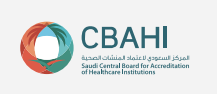 CBAHI
المركز السعودي لاعتماد المنشآت الصحية
Saudi Central Board for Accreditation
of Healthcare Institutions